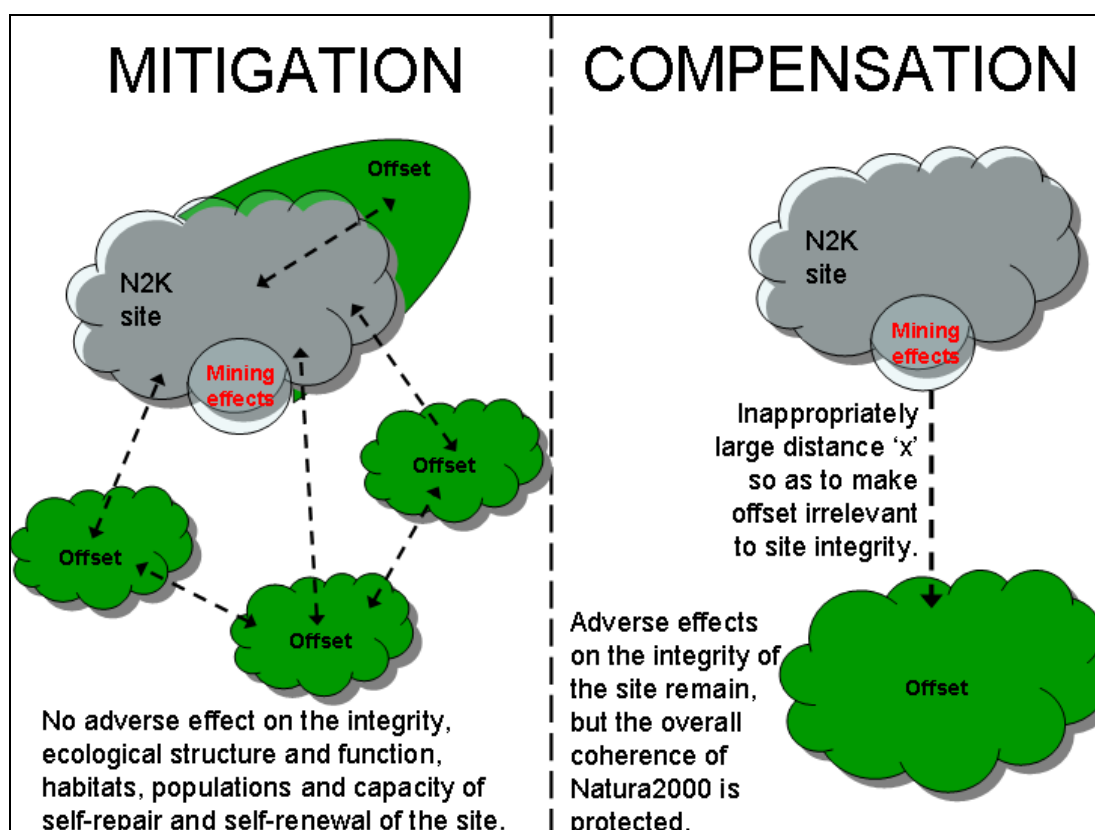 MITIGATION
Offset
N2K
site
Mining
effects
Offset
Offset
Offset
No adverse effect on the integrity,
ecological structure and function,
habitats, populations and capacity of
self-repair and self-renewal of the site.
COMPENSATION
N2K
site
Mining
effects
Inappropriately
large distance ‘x’
so as to make
offset irrelevant
to site integrity.
Adverse effects
on the integrity of
the site remain,
but the overall
coherence of
Natura2000 is
protected.
Offset